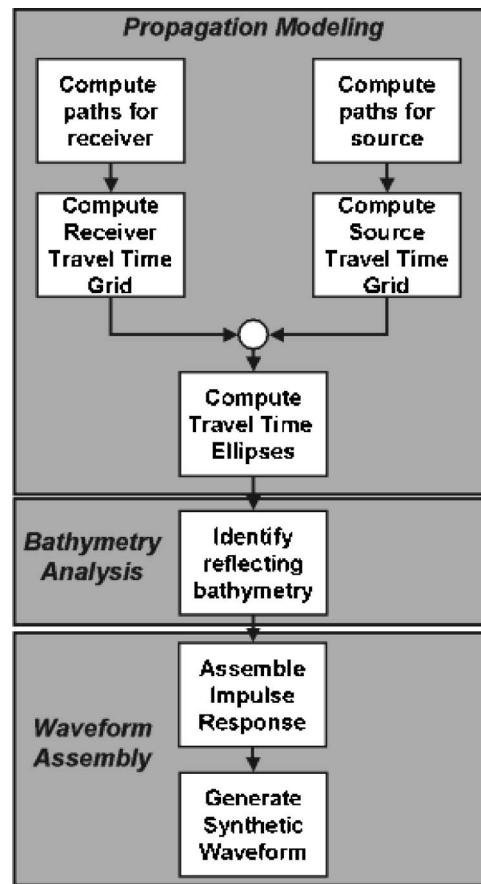 Propagation Modeling
Compute
paths for
receiver
Compute
paths for
source
Compute
Receiver
Travel Time
Grid
Compute
Source
Travel Time
Grid
Compute
Travel Time
Ellipses
Bathymetry
Analysis
Identify
reflecting
bathymetry
Waveform
Assembly
Assemble
Impulse
Response
Generate
Synthetic
Waveform